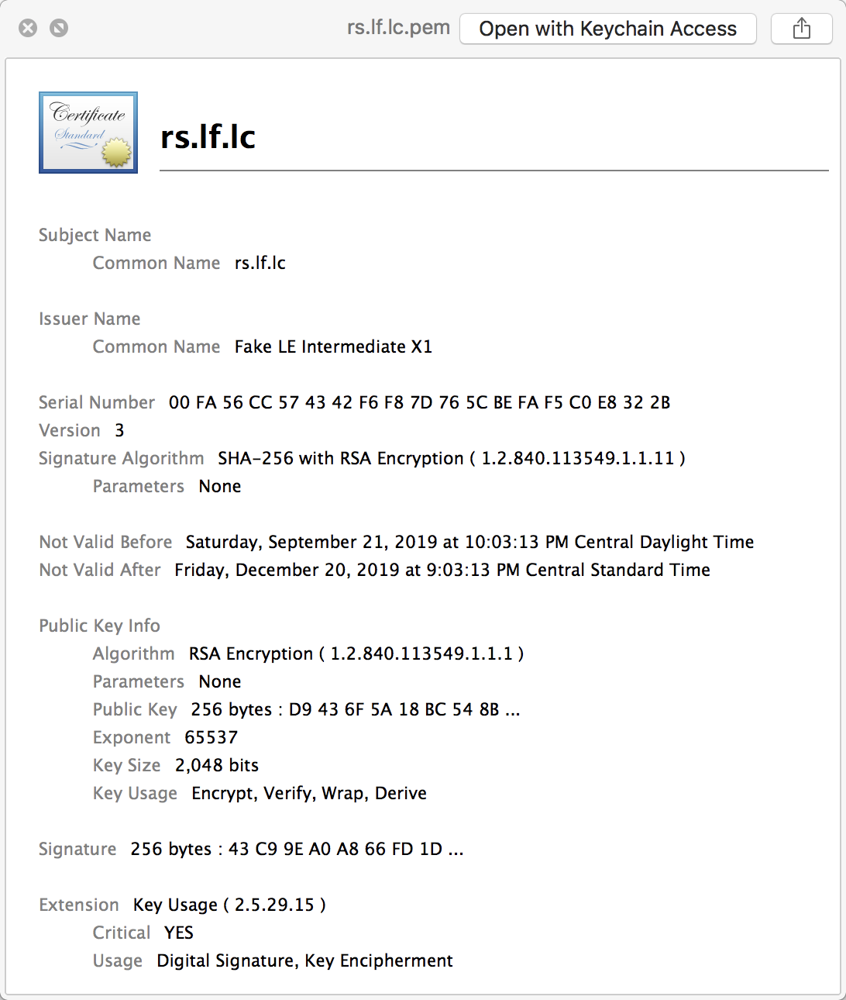 rs.lf.lc.pem Open with Keychain Access
Certificate
Standard
rs.lf.lc
Subject Name
Common Name rs.lf.lc
Issuer Name
Common Name Fake LE Intermediate X1
Serial Number 00 FA 56 CC 57 43 42 F6 F8 7D 76 5C BE FA F5 C0 E8 32 2B
Version 3
Signature Algorithm SHA-256 with RSA Encryption ( 1.2.840.113549.1.1.11 )
Parameters None
Not Valid Before Saturday, September 21, 2019 at 10:03:13 PM Central Daylight Time
Not Valid After Friday, December 20, 2019 at 9:03:13 PM Central Standard Time
Public Key Info
Algorithm RSA Encryption ( 1.2.840.113549.1.1.1 )
Parameters None
Public Key 256 bytes : D9 43 6F 5A 18 BC 54 8B ...
Exponent 65537
Key Size 2,048 bits
Key Usage Encrypt, Verify, Wrap, Derive
Signature 256 bytes : 43 C9 9E A0 A8 66 FD 1D ...
Extension Key Usage ( 2.5.29.15 )
Critical YES
Usage Digital Signature, Key Encipherment